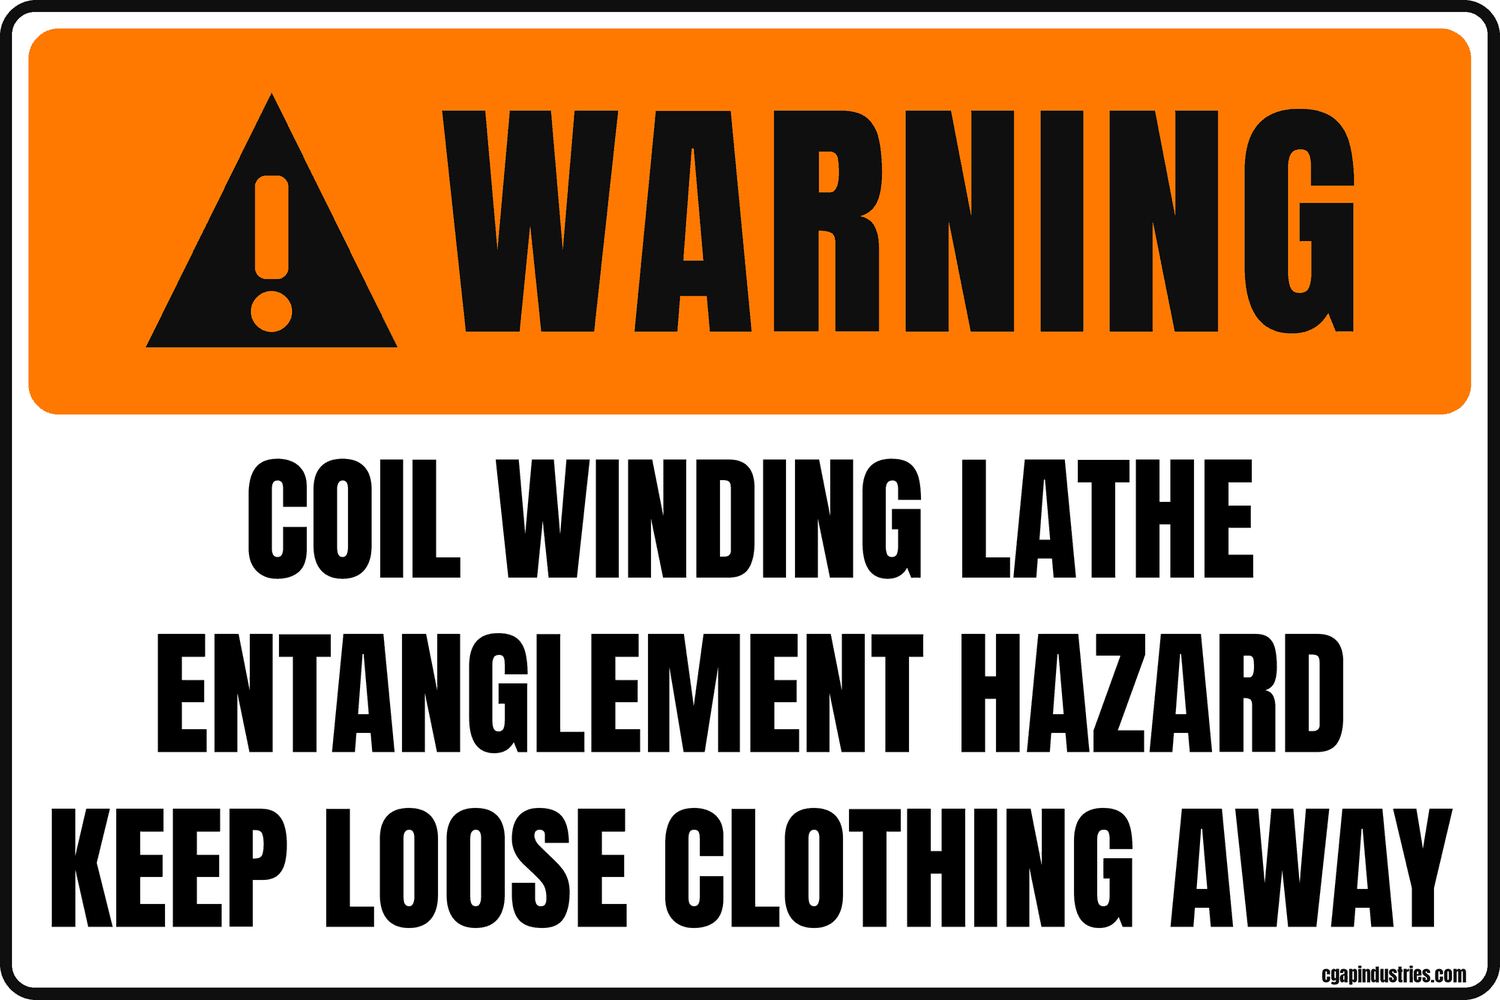 WARNING
COIL WINDING LATHE
ENTANGLEMENT HAZARD
KEEP LOOSE CLOTHING AWAY
cgapindustries.com